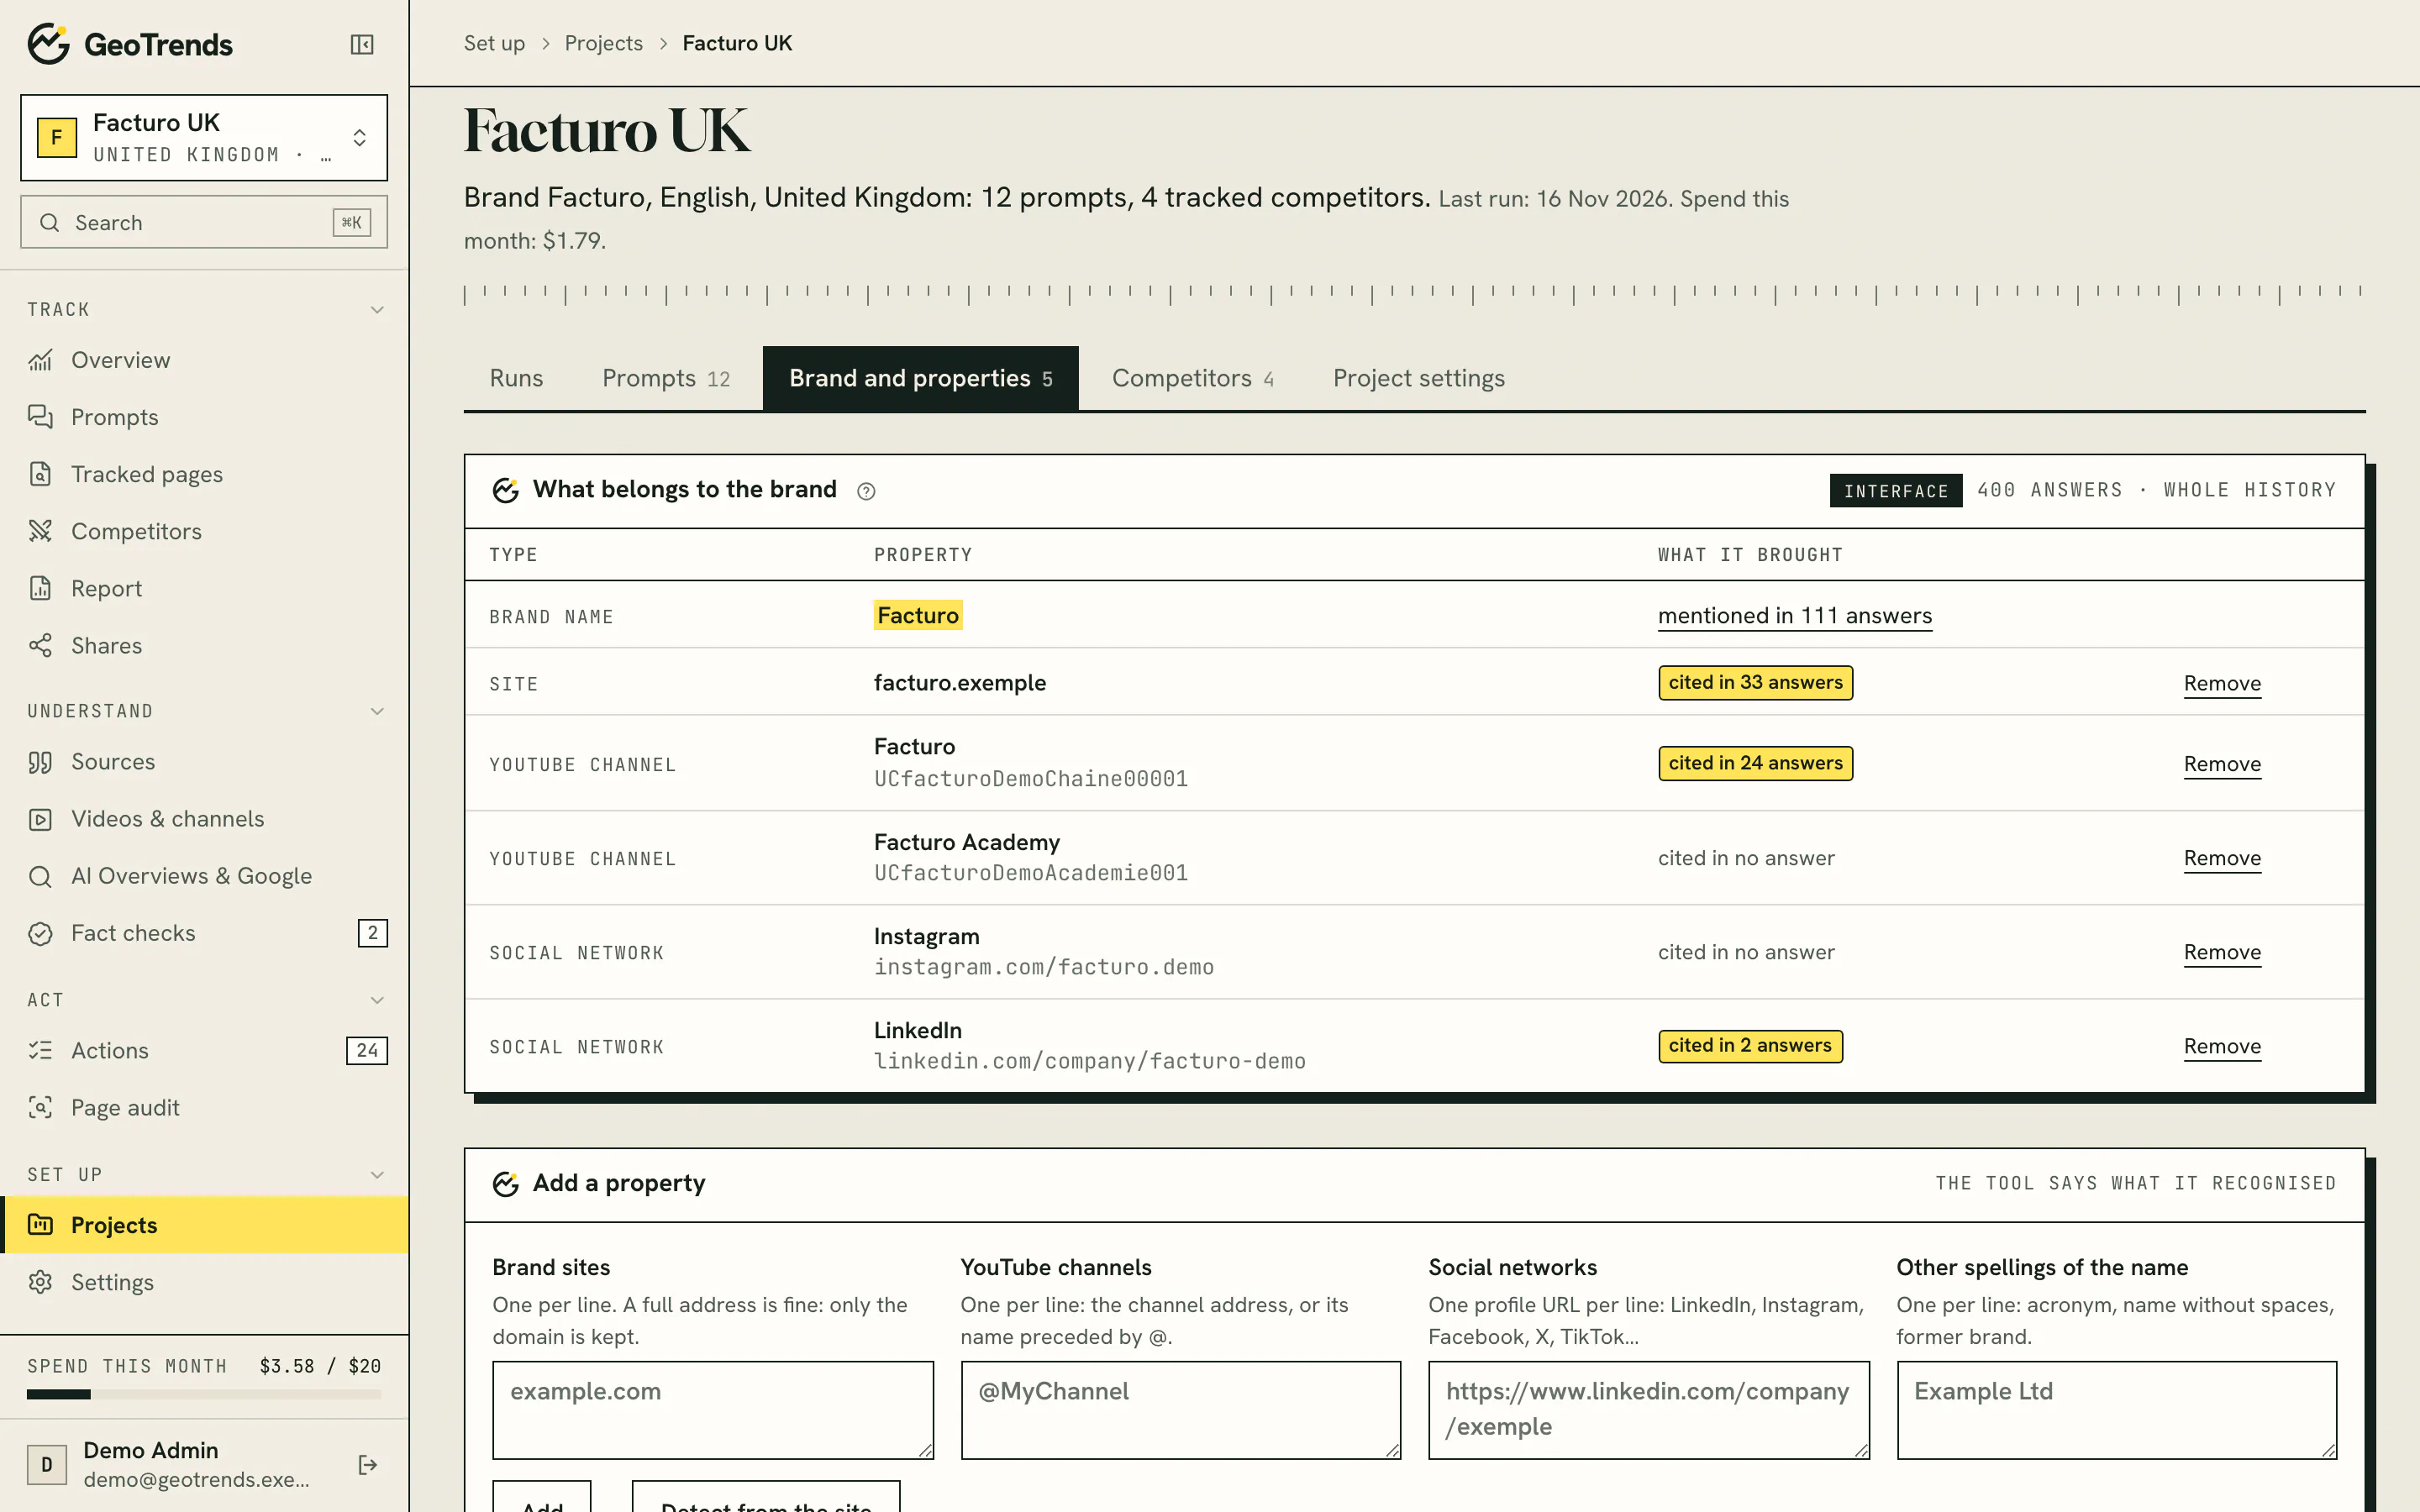 GeoTrends
F
Facturo UK
UNITED KINGDOM · …
Search ⌘K
TRACK
Overview
Prompts
Tracked pages
Competitors
Report
Shares
UNDERSTAND
Sources
Videos & channels
AI Overviews & Google
Fact checks 2
ACT
Actions 24
Page audit
SET UP
Projects
Settings
SPEND THIS MONTH $3.58 / $20
D
Demo Admin
demo@geotrends.exe...
Set up > Projects > Facturo UK
Facturo UK
Brand Facturo, English, United Kingdom: 12 prompts, 4 tracked competitors. Last run: 16 Nov 2026. Spend this
month: $1.79.
Runs Prompts 12 Brand and properties 5 Competitors 4 Project settings
What belongs to the brand ? INTERFACE 400 ANSWERS · WHOLE HISTORY
TYPE PROPERTY WHAT IT BROUGHT
BRAND NAME Facturo mentioned in 111 answers
SITE facturo.exemple cited in 33 answers Remove
YOUTUBE CHANNEL Facturo cited in 24 answers Remove
UCfacturoDemoChaine00001
YOUTUBE CHANNEL Facturo Academy cited in no answer Remove
UCfacturoDemoAcademie001
SOCIAL NETWORK Instagram cited in no answer Remove
instagram.com/facturo.demo
SOCIAL NETWORK LinkedIn cited in 2 answers Remove
linkedin.com/company/facturo-demo
Add a property THE TOOL SAYS WHAT IT RECOGNISED
Brand sites
One per line. A full address is fine: only the
domain is kept.
example.com
YouTube channels
One per line: the channel address, or its
name preceded by @.
@MyChannel
Social networks
One profile URL per line: LinkedIn, Instagram,
Facebook, X, TikTok...
https://www.linkedin.com/company
/exemple
Other spellings of the name
One per line: acronym, name without spaces,
former brand.
Example Ltd
Add Detect from the site